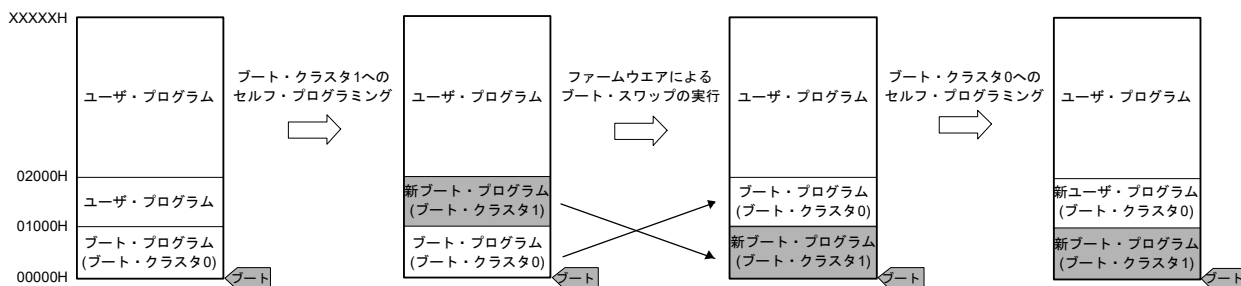 XXXXXH
ユーザ・プログラム
02000H
ユーザ・プログラム
01000H
ブート・プログラム
(ブート・クラスタ0)
00000H
ブート
ブート・クラスタ1への
セルフ・プログラミング
ユーザ・プログラム
新ブート・プログラム
(ブート・クラスタ1)
ブート・プログラム
(ブート・クラスタ0)
ブート
ファームウエアによる
ブート・スワップの実行
ユーザ・プログラム
ブート・プログラム
(ブート・クラスタ0)
新ブート・プログラム
(ブート・クラスタ1)
ブート
ブート・クラスタ0への
セルフ・プログラミング
ユーザ・プログラム
新ユーザ・プログラム
(ブート・クラスタ0)
新ブート・プログラム
(ブート・クラスタ1)
ブート